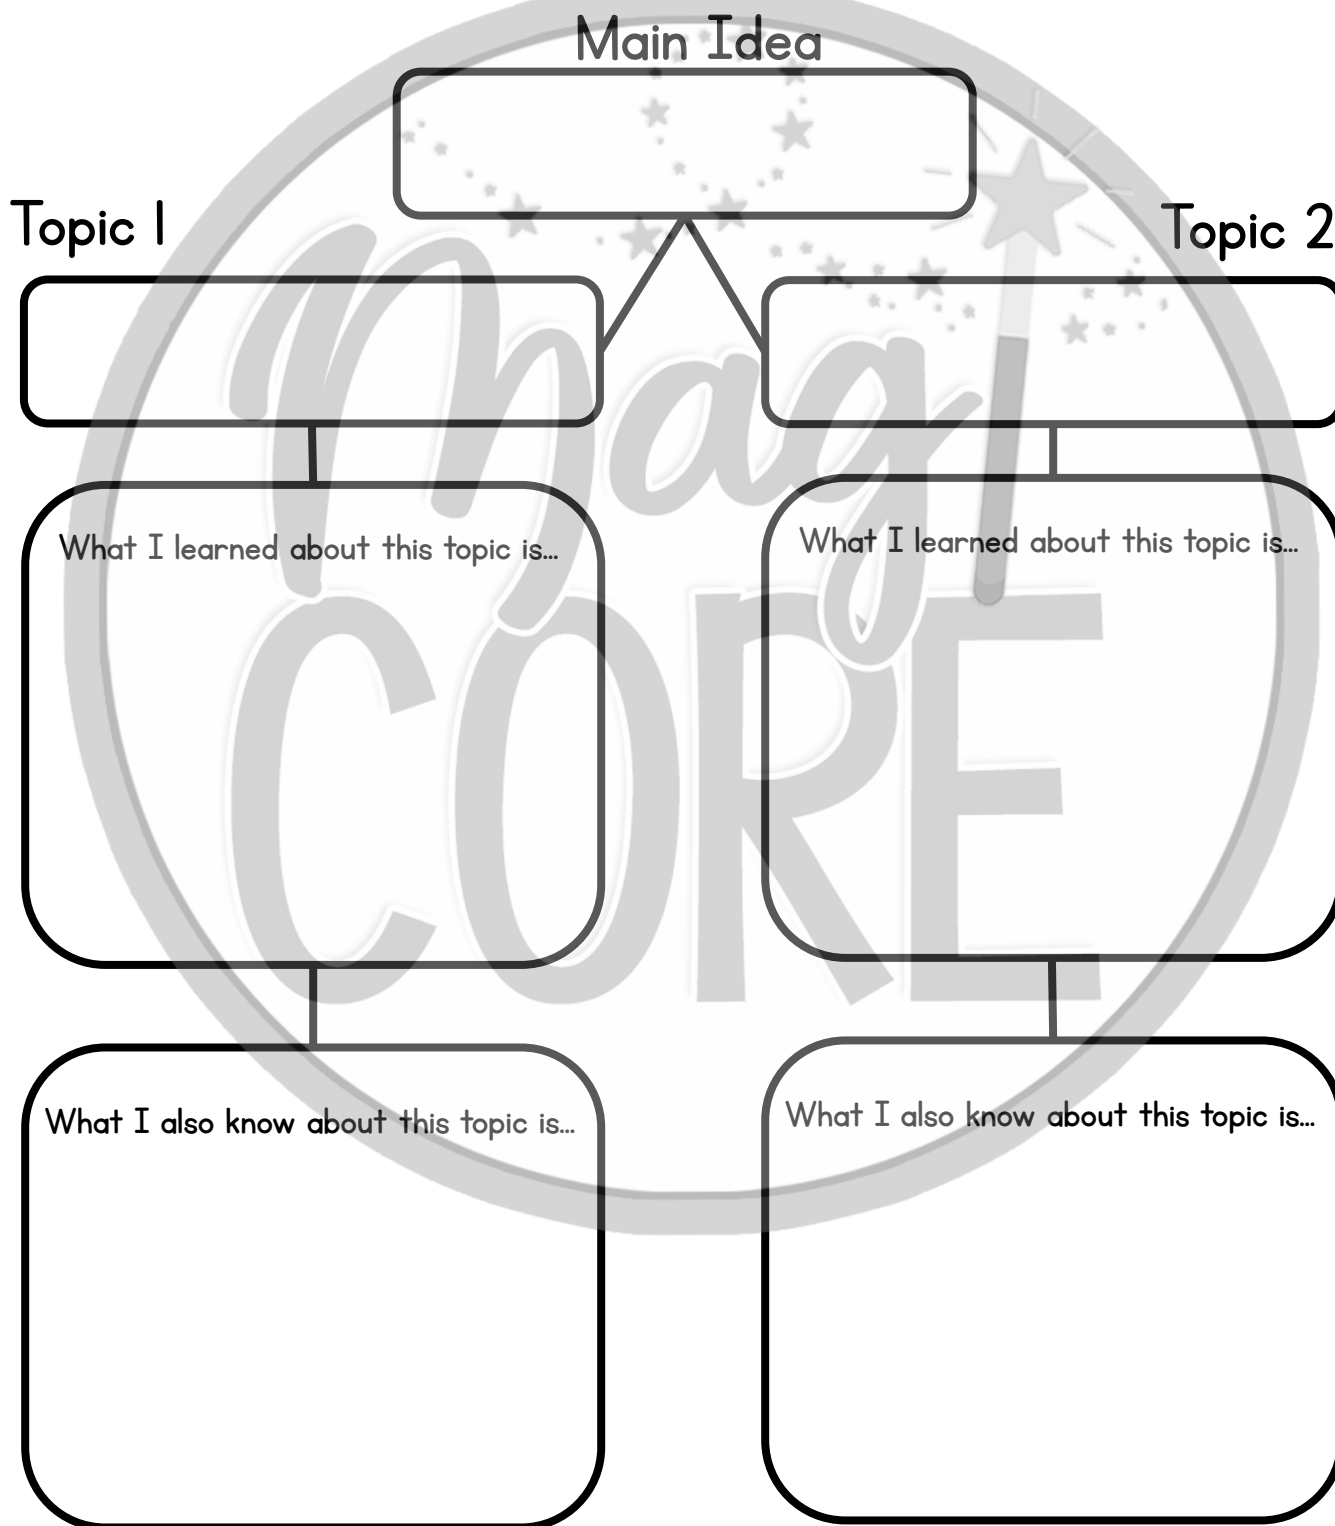 Main Idea
Topic 1
Topic 2
What I learned about this topic is...
What I learned about this topic is...
What I also know about this topic is...
What I also know about this topic is...
Magi
CORE